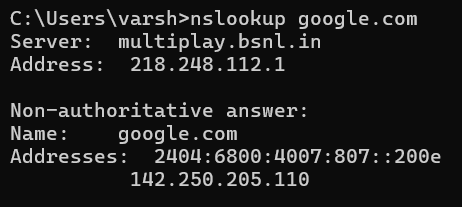 C:\Users\varsh>nslookup google.com
Server:  multiplay.bsnl.in
Address:  218.248.112.1

Non-authoritative answer:
Name:    google.com
Addresses:  2404:6800:4007:807::200e
          142.250.205.110